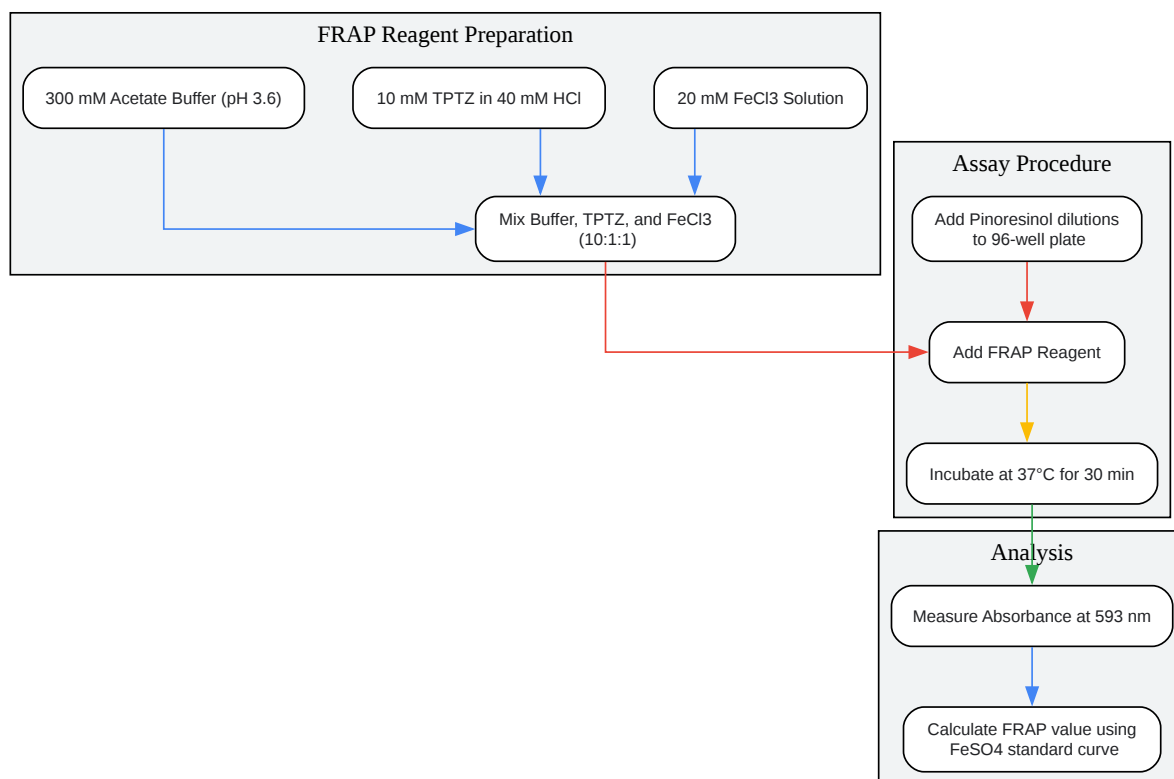 FRAP Reagent Preparation
300 mM Acetate Buffer (pH 3.6)
10 mM TPTZ in 40 mM HCl
20 mM FeCl3 Solution
Mix Buffer, TPTZ, and FeCl3
(10:1:1)
Assay Procedure
Add Pinoresinol dilutions
to 96-well plate
Add FRAP Reagent
Incubate at 37°C for 30 min
Analysis
Measure Absorbance at 593 nm
Calculate FRAP value using
FeSO4 standard curve